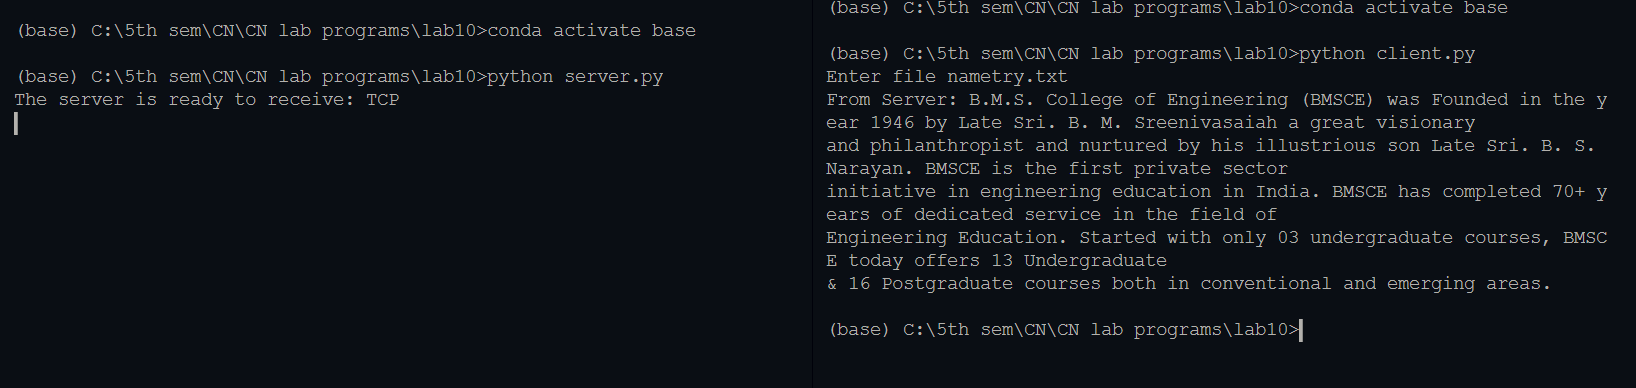 (base) C:\5th sem\CN\CN lab programs\lab10>conda activate base
(base) C:\5th sem\CN\CN lab programs\lab10>python server.py
The server is ready to receive: TCP
(base) C:\5th sem\CN\CN lab programs\lab10>conda activate base
(base) C:\5th sem\CN\CN lab programs\lab10>python client.py
Enter file nametry.txt
From Server: B.M.S. College of Engineering (BMSCE) was Founded in the y
ear 1946 by Late Sri. B. M. Sreenivasaiah a great visionary
and philanthropist and nurtured by his illustrious son Late Sri. B. S.
Narayan. BMSCE is the first private sector
initiative in engineering education in India. BMSCE has completed 70+ y
ears of dedicated service in the field of
Engineering Education. Started with only 03 undergraduate courses, BMSC
E today offers 13 Undergraduate
& 16 Postgraduate courses both in conventional and emerging areas.
(base) C:\5th sem\CN\CN lab programs\lab10>